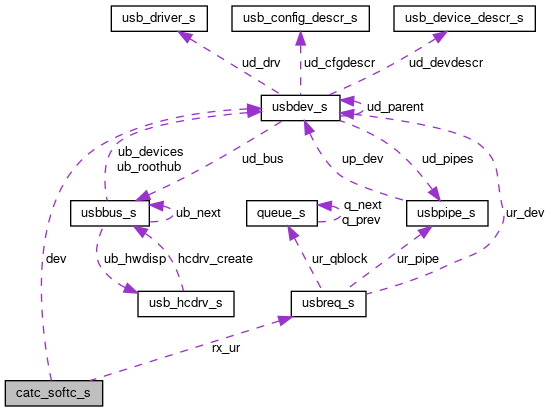 usb_driver_s
usb_config_descr_s
usb_device_descr_s
ud_drv
ud_cfgdescr
ud_devdescr
usbdev_s
ud_parent
ub_devices
ub_roothub
ud_bus
up_dev
ud_pipes
usbbus_s
ub_next
queue_s
q_next
q_prev
usbpipe_s
ur_dev
dev
ub_hwdisp
hcdrv_create
ur_qblock
ur_pipe
usb_hcdrv_s
usbreq_s
rx_ur
catc_softc_s